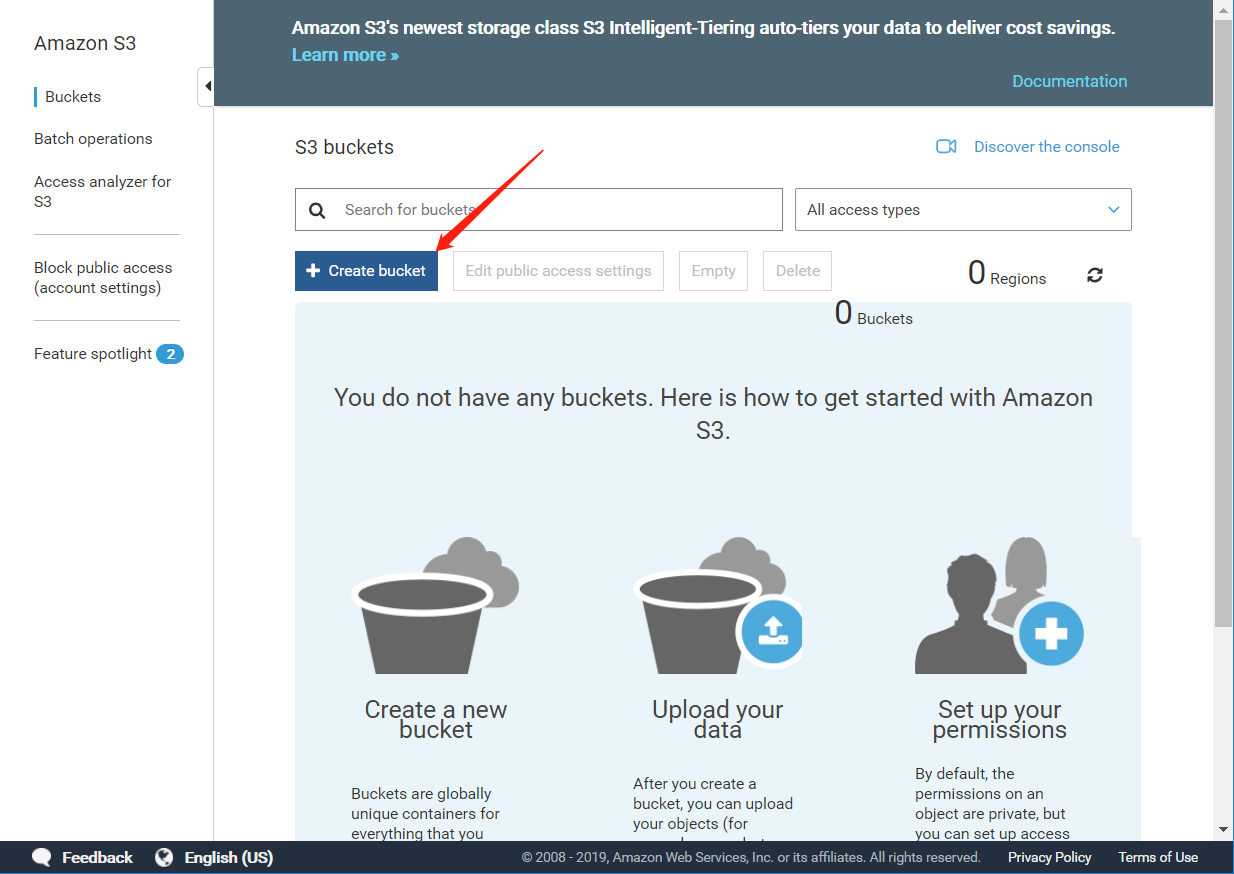 Amazon S3
Buckets
Batch operations
Access analyzer for
S3
Block public access
(account settings)
Feature spotlight 2
Amazon S3's newest storage class S3 Intelligent-Tiering auto-tiers your data to deliver cost savings.
Learn more »
Documentation
S3 buckets
Discover the console
Search for buckets
All access types
Create bucket
Edit public access settings
Empty
Delete
0 Regions
0 Buckets
You do not have any buckets. Here is how to get started with Amazon
S3.
Create a new
bucket
Buckets are globally
unique containers for
everything that you
Upload your
data
After you create a
bucket, you can upload
your objects (for
Set up your
permissions
By default, the
permissions on an
object are private, but
you can set up access
Feedback
English (US)
© 2008 - 2019, Amazon Web Services, Inc. or its affiliates. All rights reserved.
Privacy Policy
Terms of Use